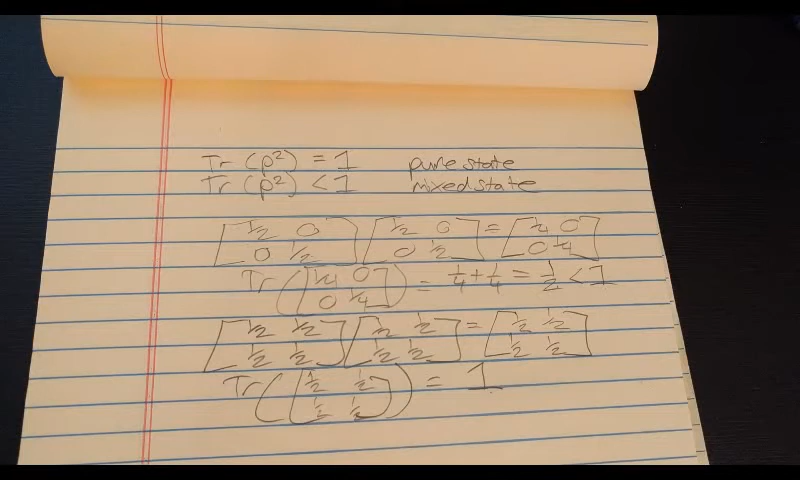 Tr (ρ²) = 1 pure state
Tr (ρ²) < 1 mixed state
[1/2 0; 0 1/2] [1/2 0; 0 1/2] = [1/4 0; 0 1/4]
Tr([1/4 0; 0 1/4]) = 1/4 + 1/4 = 1/2 < 1
[1/2 1/2; 1/2 1/2] [1/2 1/2; 1/2 1/2] = [1/2 1/2; 1/2 1/2]
Tr([1/2 1/2; 1/2 1/2]) = 1